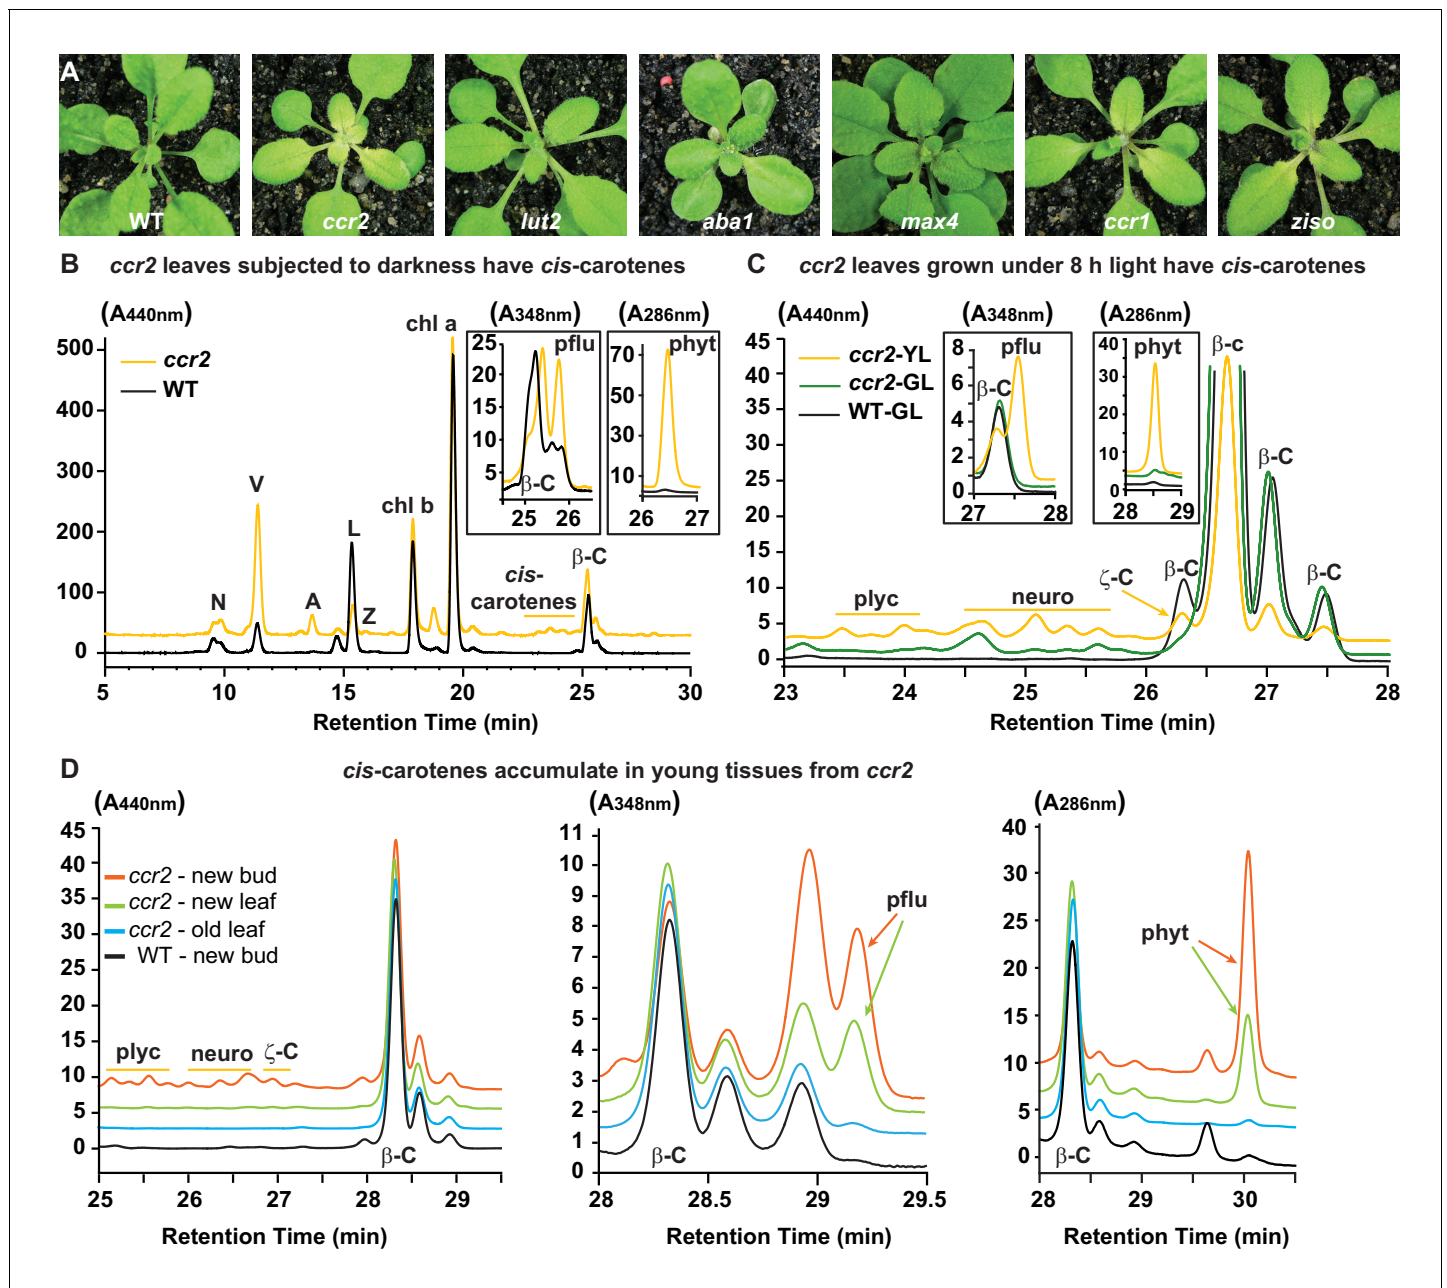 A
WT
ccr2
lut2
aba1
max4
ccr1
ziso
B ccr2 leaves subjected to darkness have cis-carotenes
(A440nm)
(A348nm)
(A286nm)
500
400
300
200
100
0
ccr2
WT
N
V
A
L
Z
chl b
chl a
cis-
carotenes
β-C
25
20
15
10
5
pflu
β-C
25 26
70
50
30
10
phyt
26 27
5 10 15 20 25 30
Retention Time (min)
C ccr2 leaves grown under 8 h light have cis-carotenes
(A440nm)
(A348nm)
(A286nm)
45
40
35
30
25
20
15
10
5
0
ccr2-YL
ccr2-GL
WT-GL
8
6
4
2
0
pflu
β-C
27 28
40
30
20
10
0
phyt
28 29
β-c
β-C
β-C
β-C
ζ-C
plyc
neuro
23 24 25 26 27 28
Retention Time (min)
D cis-carotenes accumulate in young tissues from ccr2
(A440nm)
45
40
35
30
25
20
15
10
5
0
ccr2 - new bud
ccr2 - new leaf
ccr2 - old leaf
WT - new bud
plyc neuro ζ-C
β-C
25 26 27 28 29
Retention Time (min)
(A348nm)
11
10
9
8
7
6
5
4
3
2
1
0
pflu
β-C
28 28.5 29 29.5
Retention Time (min)
(A286nm)
40
30
20
15
10
5
0
phyt
β-C
28 29 30
Retention Time (min)